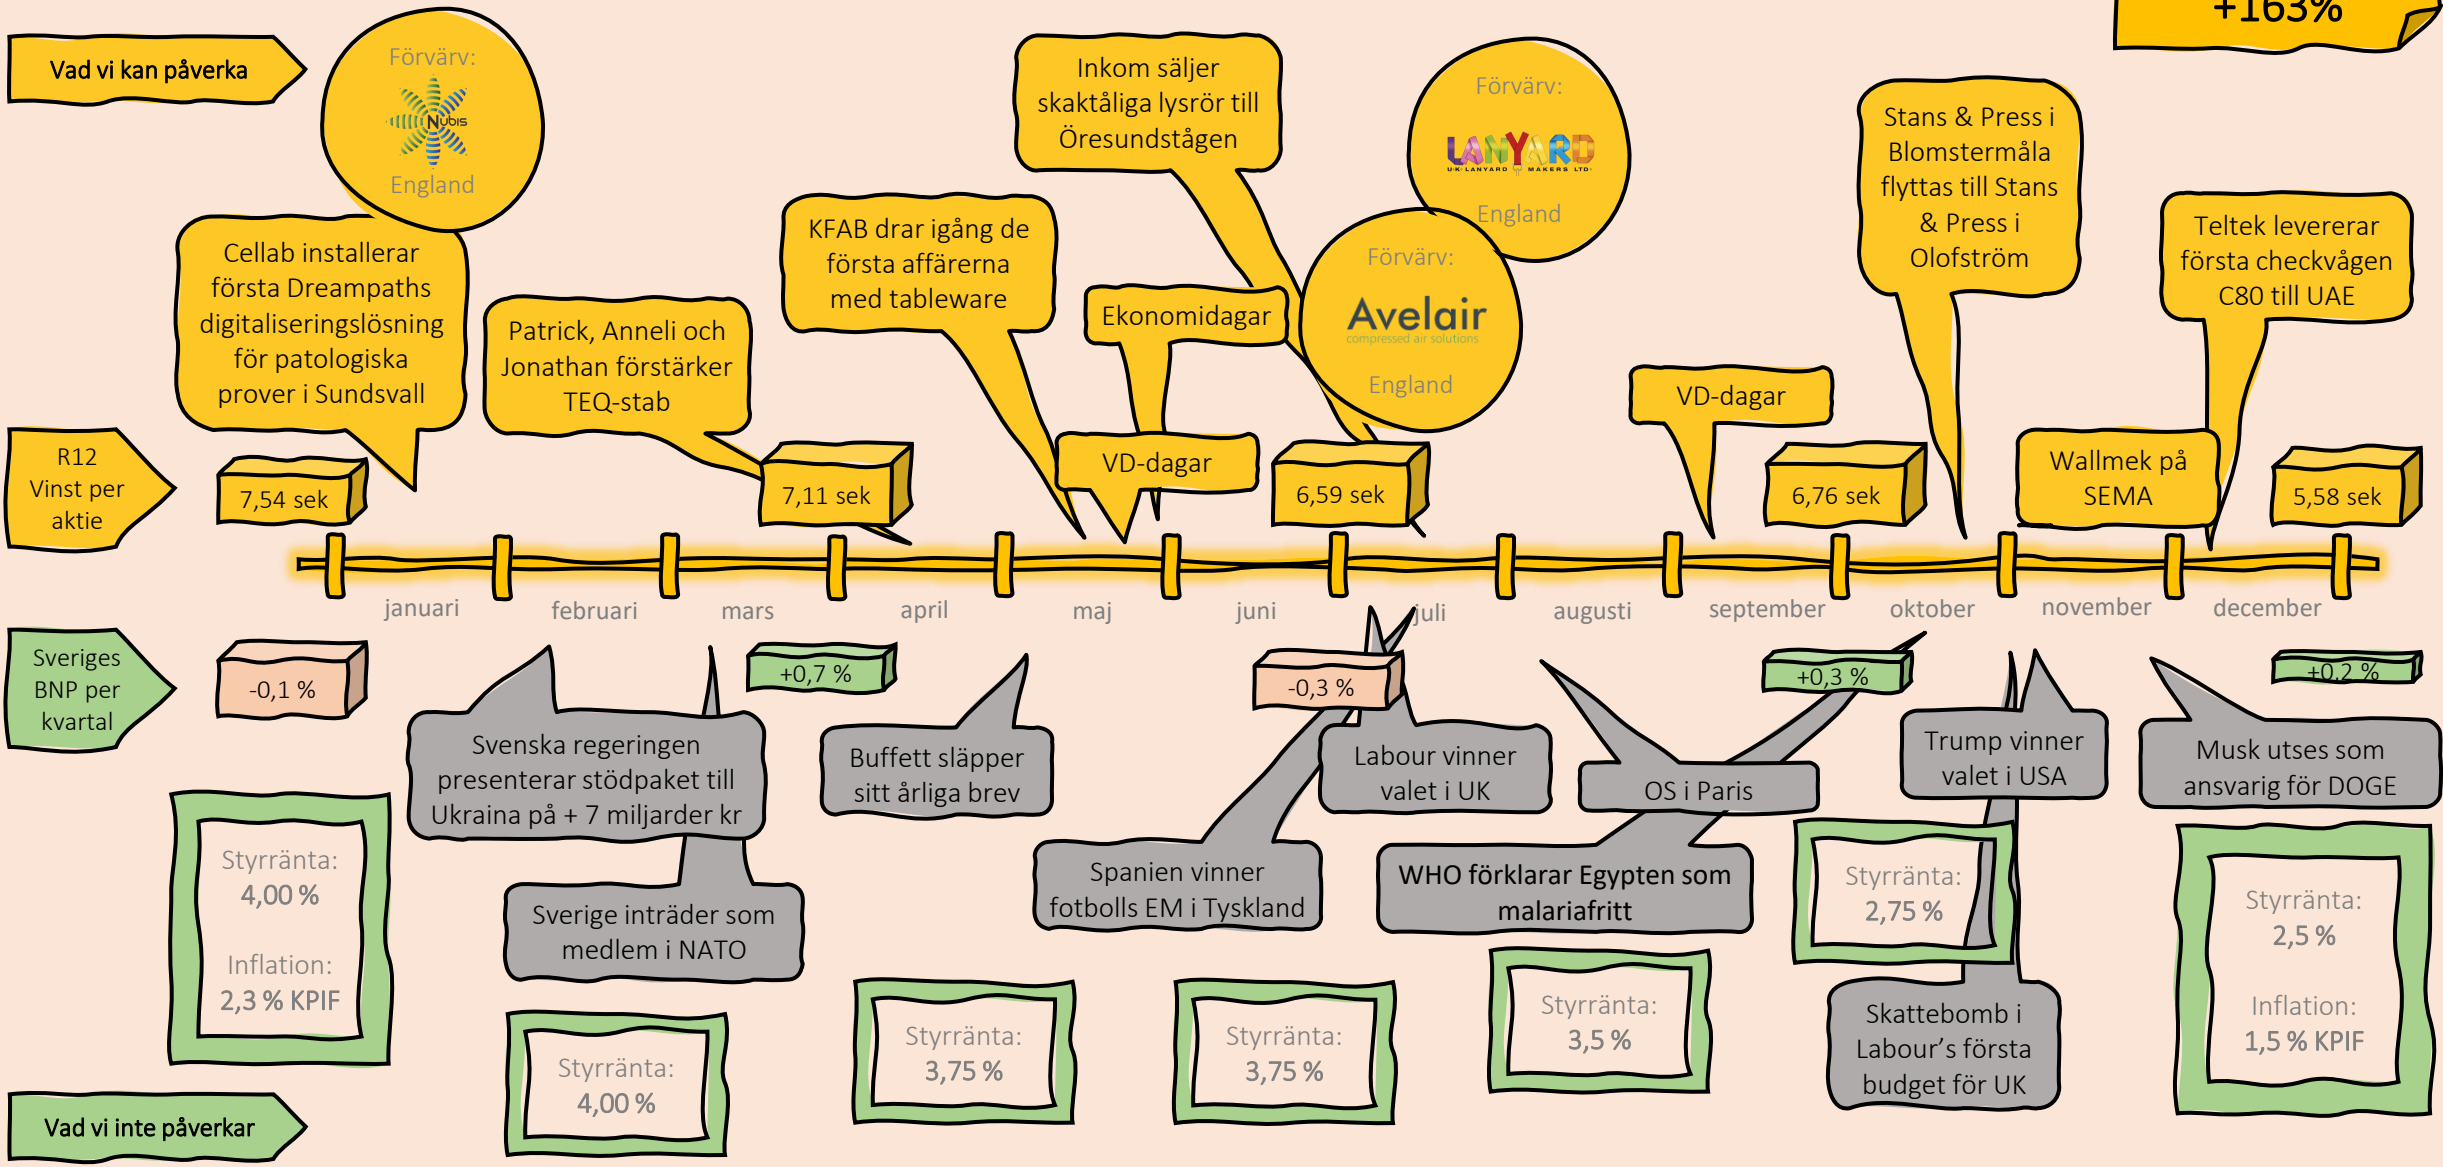 +163%
Vad vi kan påverka
Förvärv:
Nubis
England
Inkom säljer
skaktåliga lysrör till
Öresundstågen
Förvärv:
LANYARD
UK LANYARD MAKERS LTD
England
Stans & Press i
Blomstermåla
flyttas till Stans
& Press i
Olofström
Cellab installerar
första Dreampaths
digitaliseringslösning
för patologiska
prover i Sundsvall
Patrick, Anneli och
Jonathan förstärker
TEQ-stab
KFAB drar igång de
första affärerna
med tableware
Ekonomidagar
Förvärv:
Avelair
compressed air solutions
England
Teltek levererar
första checkvågen
C80 till UAE
VD-dagar
VD-dagar
Wallmek på
SEMA
R12
Vinst per
aktie
7,54 sek
7,11 sek
6,59 sek
6,76 sek
5,58 sek
januari
februari
mars
april
maj
juni
juli
augusti
september
oktober
november
december
Sveriges
BNP per
kvartal
-0,1 %
+0,7 %
-0,3 %
+0,3 %
+0,2 %
Svenska regeringen
presenterar stödpaket till
Ukraina på + 7 miljarder kr
Buffett släpper
sitt årliga brev
Labour vinner
valet i UK
OS i Paris
Trump vinner
valet i USA
Musk utses som
ansvarig för DOGE
Sverige inträder som
medlem i NATO
Spanien vinner
fotbolls EM i Tyskland
WHO förklarar Egypten som
malariafritt
Skattebomb i
Labour’s första
budget för UK
Styrränta:
4,00 %
Inflation:
2,3 % KPIF
Styrränta:
4,00 %
Styrränta:
3,75 %
Styrränta:
3,75 %
Styrränta:
3,5 %
Styrränta:
2,75 %
Styrränta:
2,5 %
Inflation:
1,5 % KPIF
Vad vi inte påverkar